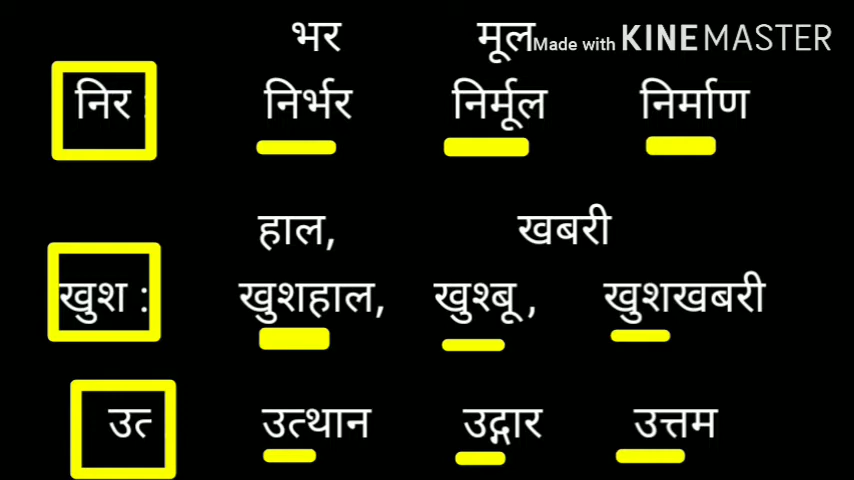 भर मूल Made with KINEMASTER
निर : निर्भर निर्मूल निर्माण
हाल, खबरी
खुश : खुशहाल, खुश्बू , खुशखबरी
उत उत्थान उद्गार उत्तम